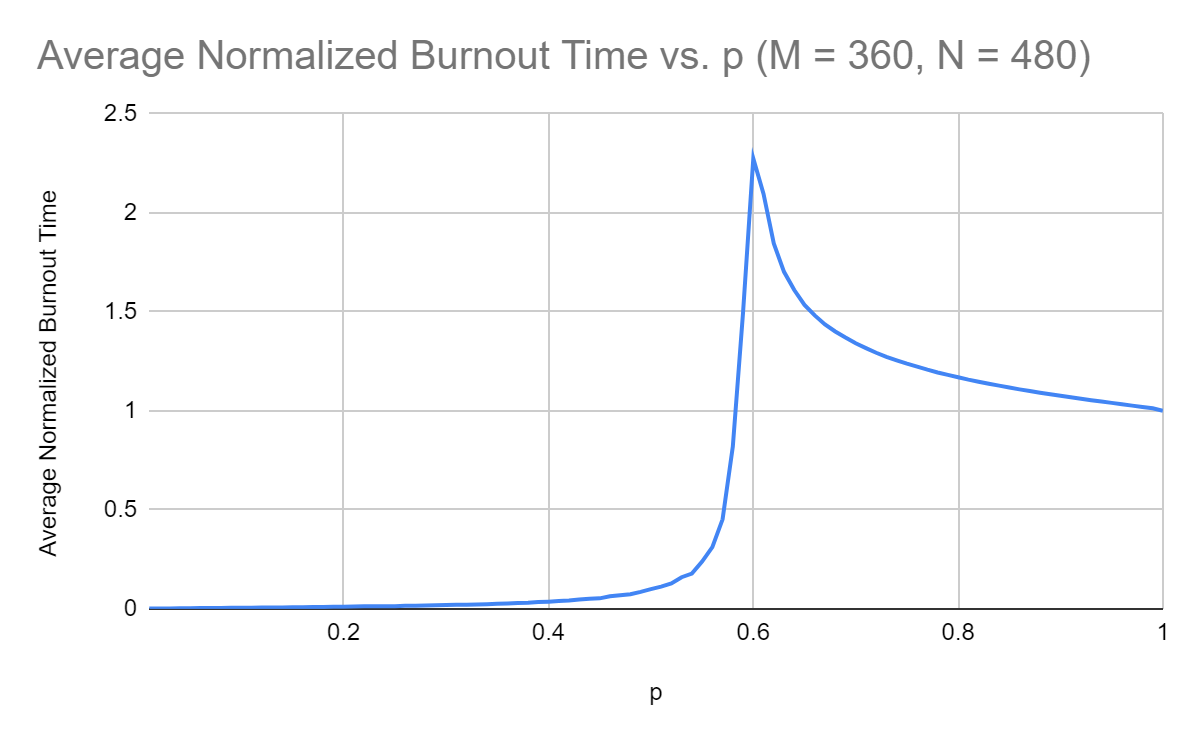 Average Normalized Burnout Time vs. p (M = 360, N = 480)
2.5
2
1.5
1
0.5
0
Average Normalized Burnout Time
0.2 0.4 0.6 0.8 1
p